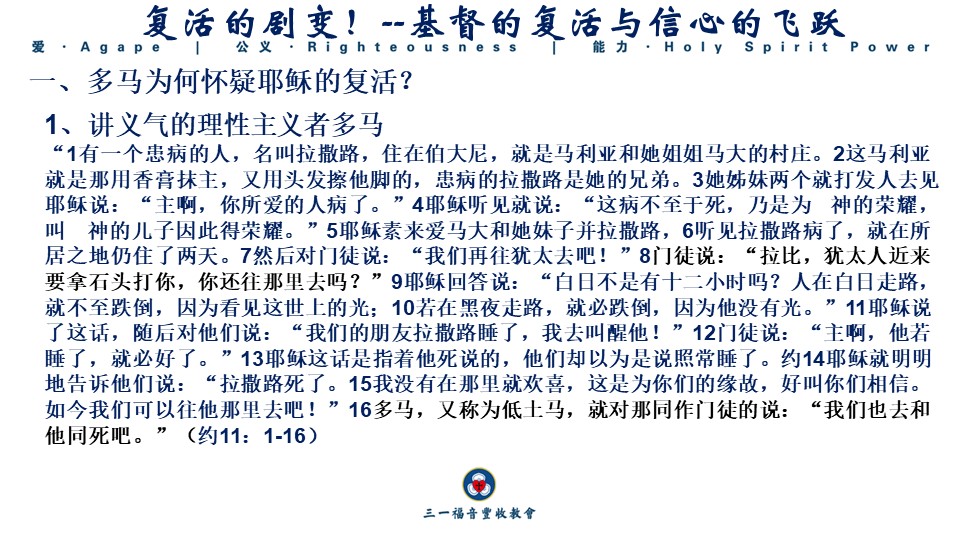 复活的剧变！--基督的复活与信心的飞跃
爱·Agape | 公义·Righteousness | 能力·Holy Spirit Power
一、多马为何怀疑耶稣的复活？
1、讲义气的理性主义者多马
“1有一个患病的人，名叫拉撒路，住在伯大尼，就是马利亚和她姐姐马大的村庄。2这马利亚
就是那用香膏抹主，又用头发擦他脚的，患病的拉撒路是她的兄弟。3她姊妹两个就打发人去见
耶稣说：“主啊，你所爱的人病了。”4耶稣听见就说：“这病不至于死，乃是为　神的荣耀，
叫　神的儿子因此得荣耀。”5耶稣素来爱马大和她妹子并拉撒路，6听见拉撒路病了，就在所
居之地仍住了两天。7然后对门徒说：“我们再往犹太去吧！”8门徒说：“拉比，犹太人近来
要拿石头打你，你还往那里去吗？”9耶稣回答说：“白日不是有十二小时吗？人在白日走路，
就不至跌倒，因为看见这世上的光；10若在黑夜走路，就必跌倒，因为他没有光。”11耶稣说
了这话，随后对他们说：“我们的朋友拉撒路睡了，我去叫醒他！”12门徒说：“主啊，他若
睡了，就必好了。”13耶稣这话是指着他死说的，他们却以为是说照常睡了。约14耶稣就明明
地告诉他们说：“拉撒路死了。15我没有在那里就欢喜，这是为你们的缘故，好叫你们相信。
如今我们可以往他那里去吧！”16多马，又称为低土马，就对那同作门徒的说：“我们也去和
他同死吧。”（约11：1-16）
三一福音豐收教會